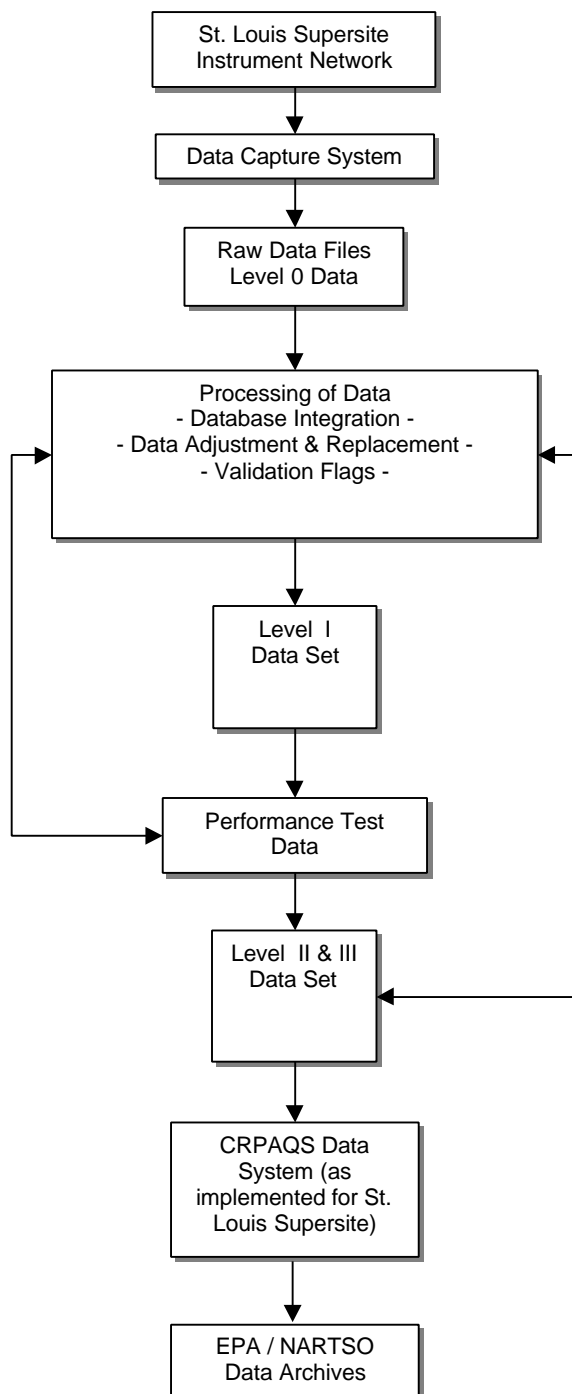 St. Louis Supersite
Instrument Network
Data Capture System
Raw Data Files
Level 0 Data
Processing of Data
- Database Integration -
- Data Adjustment & Replacement -
- Validation Flags -
Level I
Data Set
Performance Test
Data
Level II & III
Data Set
CRPAQS Data
System (as
implemented for St.
Louis Supersite)
EPA / NARTSO
Data Archives